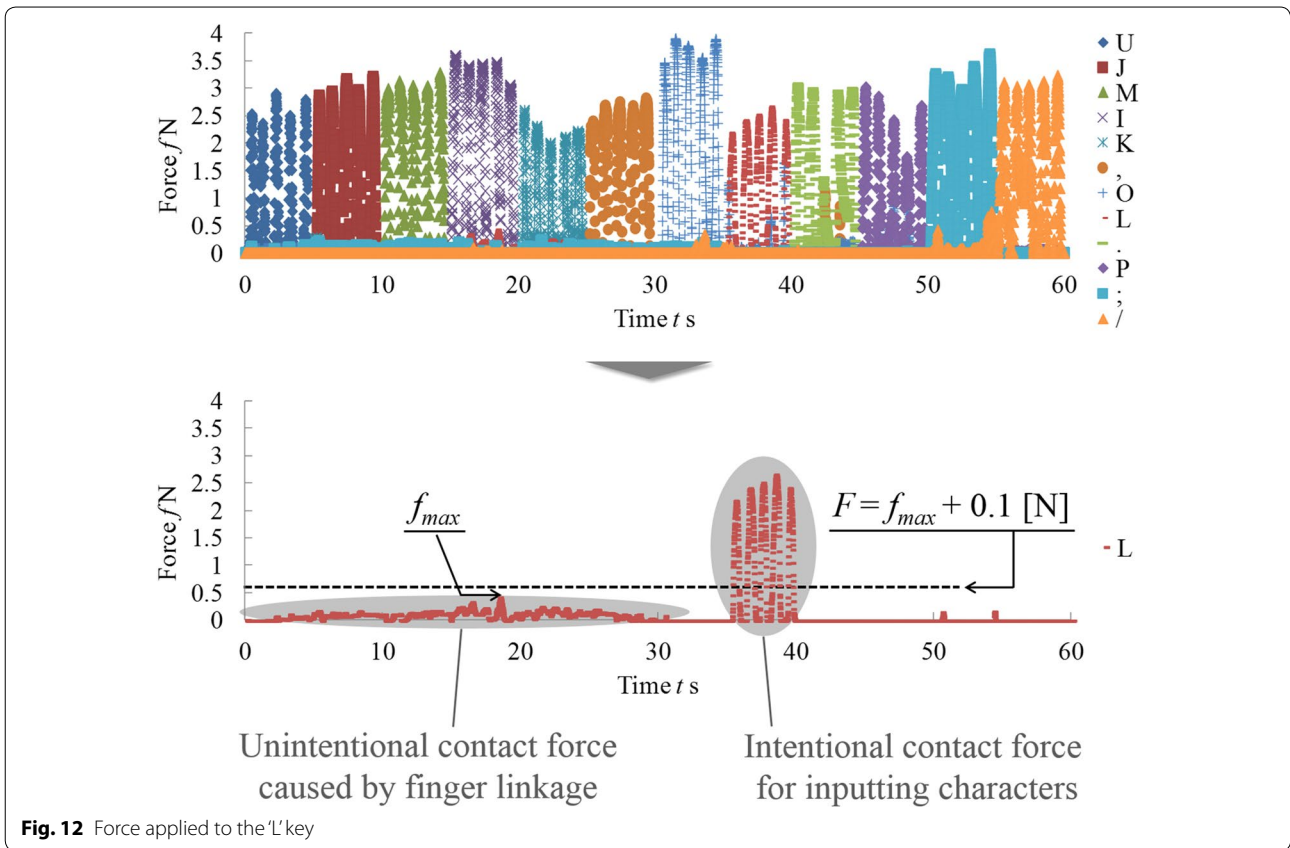 4
3.5
3
2.5
2
1.5
1
0.5
0
Force f N
0 10 20 30 40 50 60
Time t s
U
J
M
I
K
,
O
L
.
P
;
/
4
3.5
3
2.5
2
1.5
1
0.5
0
Force f N
f_max
F = f_max + 0.1 [N]
L
0 10 20 30 40 50 60
Time t s
Unintentional contact force
caused by finger linkage
Intentional contact force
for inputting characters
Fig. 12 Force applied to the 'L' key